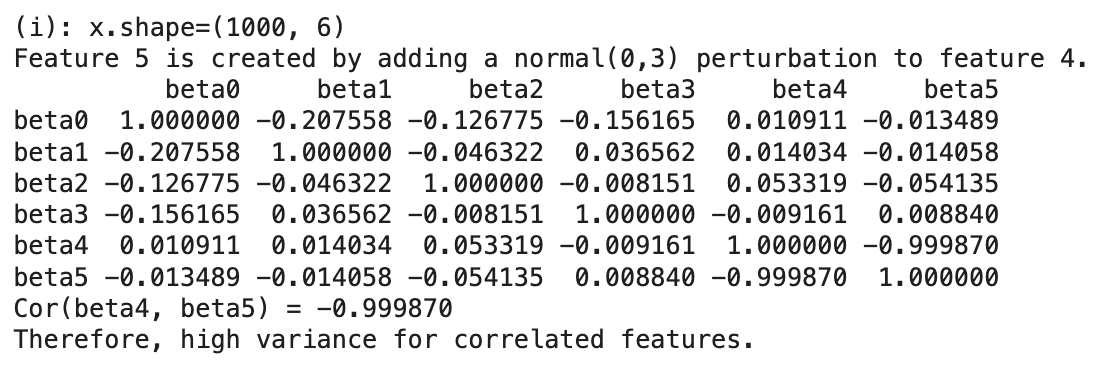 (i): x.shape=(1000, 6)
Feature 5 is created by adding a normal(0,3) perturbation to feature 4.
beta0 beta1 beta2 beta3 beta4 beta5
beta0 1.000000 -0.207558 -0.126775 -0.156165 0.010911 -0.013489
beta1 -0.207558 1.000000 -0.046322 0.036562 0.014034 -0.014058
beta2 -0.126775 -0.046322 1.000000 -0.008151 0.053319 -0.054135
beta3 -0.156165 0.036562 -0.008151 1.000000 -0.009161 0.008840
beta4 0.010911 0.014034 0.053319 -0.009161 1.000000 -0.999870
beta5 -0.013489 -0.014058 -0.054135 0.008840 -0.999870 1.000000
Cor(beta4, beta5) = -0.999870
Therefore, high variance for correlated features.